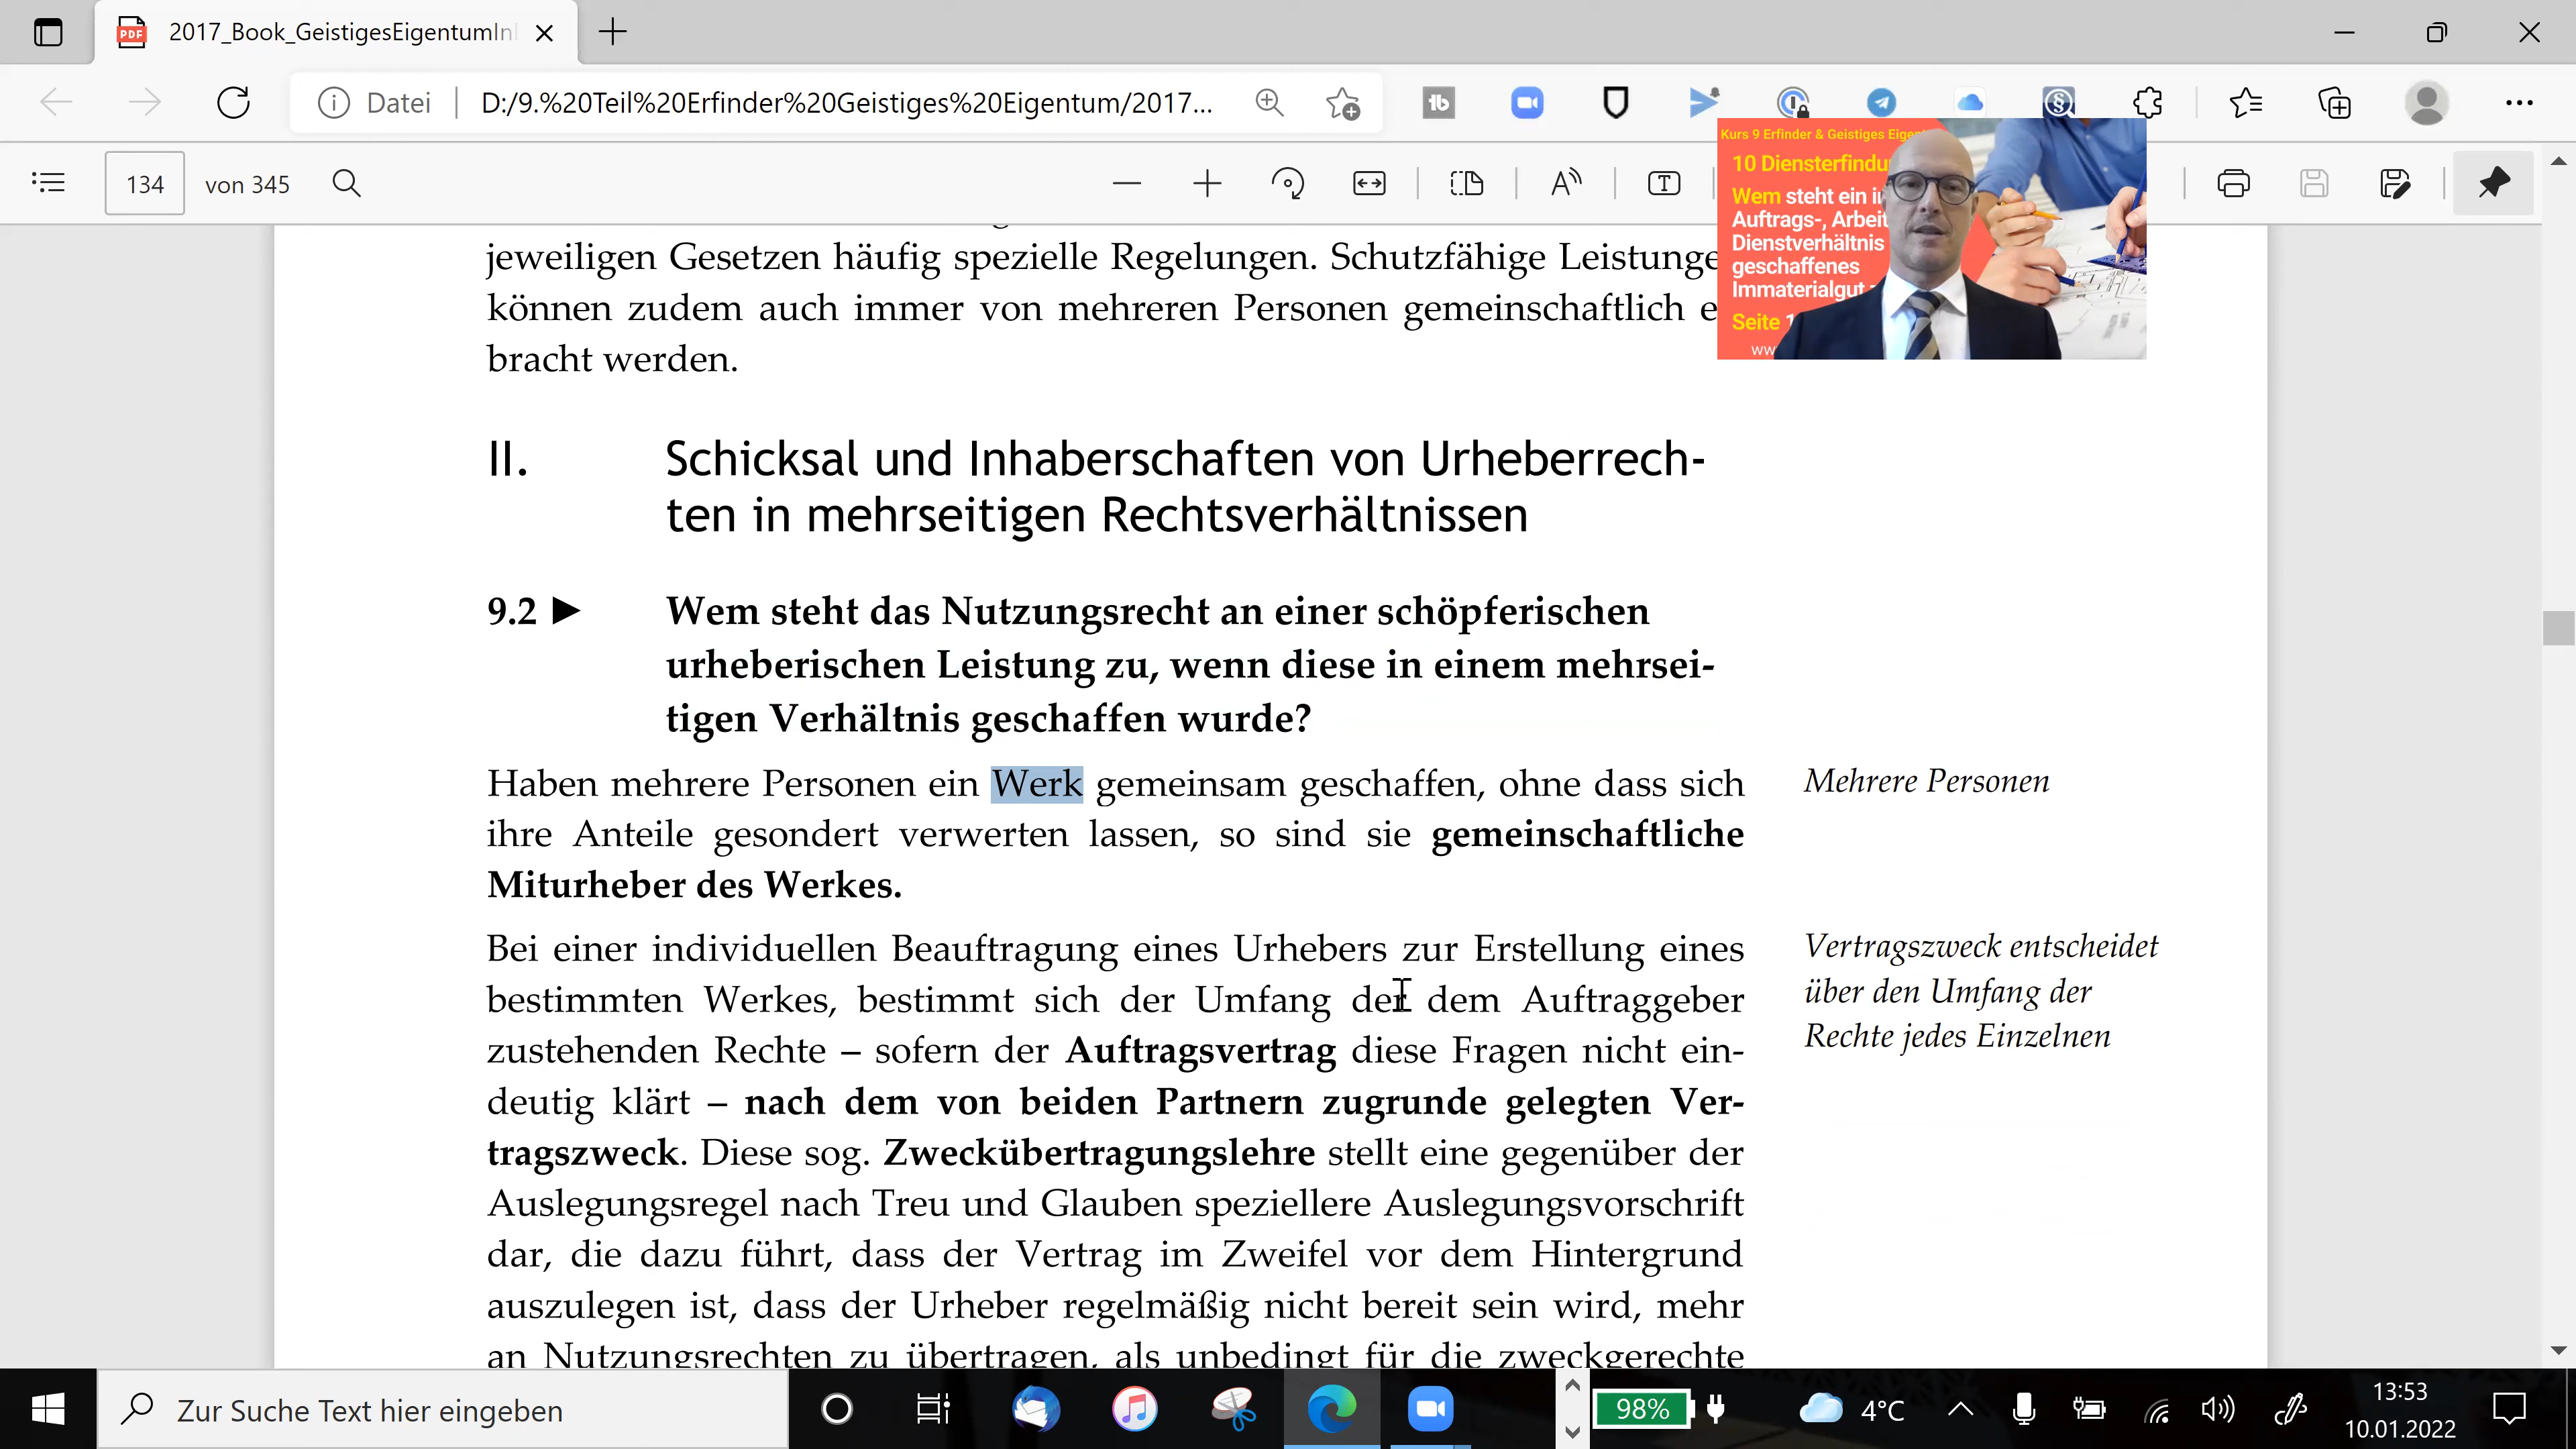 2017_Book_GeistigesEigentumIn
Datei
D:/9.%20Teil%20Erfinder%20Geistiges%20Eigentum/2017...
134
von 345
Kurs 9 Erfinder & Geistiges
10
Wem steht ein
Dienstverhältnis
geschaffenes
Seite
jeweiligen Gesetzen häufig spezielle Regelungen. Schutzfähige
können zudem auch immer von mehreren Personen gemeinschaftlich
bracht werden.
II. Schicksal und Inhaberschaften von Urheberrech-
ten in mehrseitigen Rechtsverhältnissen
9.2 ► Wem steht das Nutzungsrecht an einer schöpferischen
urheberischen Leistung zu, wenn diese in einem mehrsei-
tigen Verhältnis geschaffen wurde?
Haben mehrere Personen ein Werk gemeinsam geschaffen, ohne dass sich
ihre Anteile gesondert verwerten lassen, so sind sie gemeinschaftliche
Miturheber des Werkes.
Mehrere Personen
Bei einer individuellen Beauftragung eines Urhebers zur Erstellung eines
bestimmten Werkes, bestimmt sich der Umfang der dem Auftraggeber
zustehenden Rechte – sofern der Auftragsvertrag diese Fragen nicht ein-
deutig klärt – nach dem von beiden Partnern zugrunde gelegten Ver-
tragszweck. Diese sog. Zweckübertragungslehre stellt eine gegenüber der
Auslegungsregel nach Treu und Glauben speziellere Auslegungsvorschrift
dar, die dazu führt, dass der Vertrag im Zweifel vor dem Hintergrund
auszulegen ist, dass der Urheber regelmäßig nicht bereit sein wird, mehr
an Nutzungsrechten zu übertragen, als unbedingt für die zweckgerechte
Vertragszweck entscheidet
über den Umfang der
Rechte jedes Einzelnen
Zur Suche Text hier eingeben
98%
4°C
13:53
10.01.2022